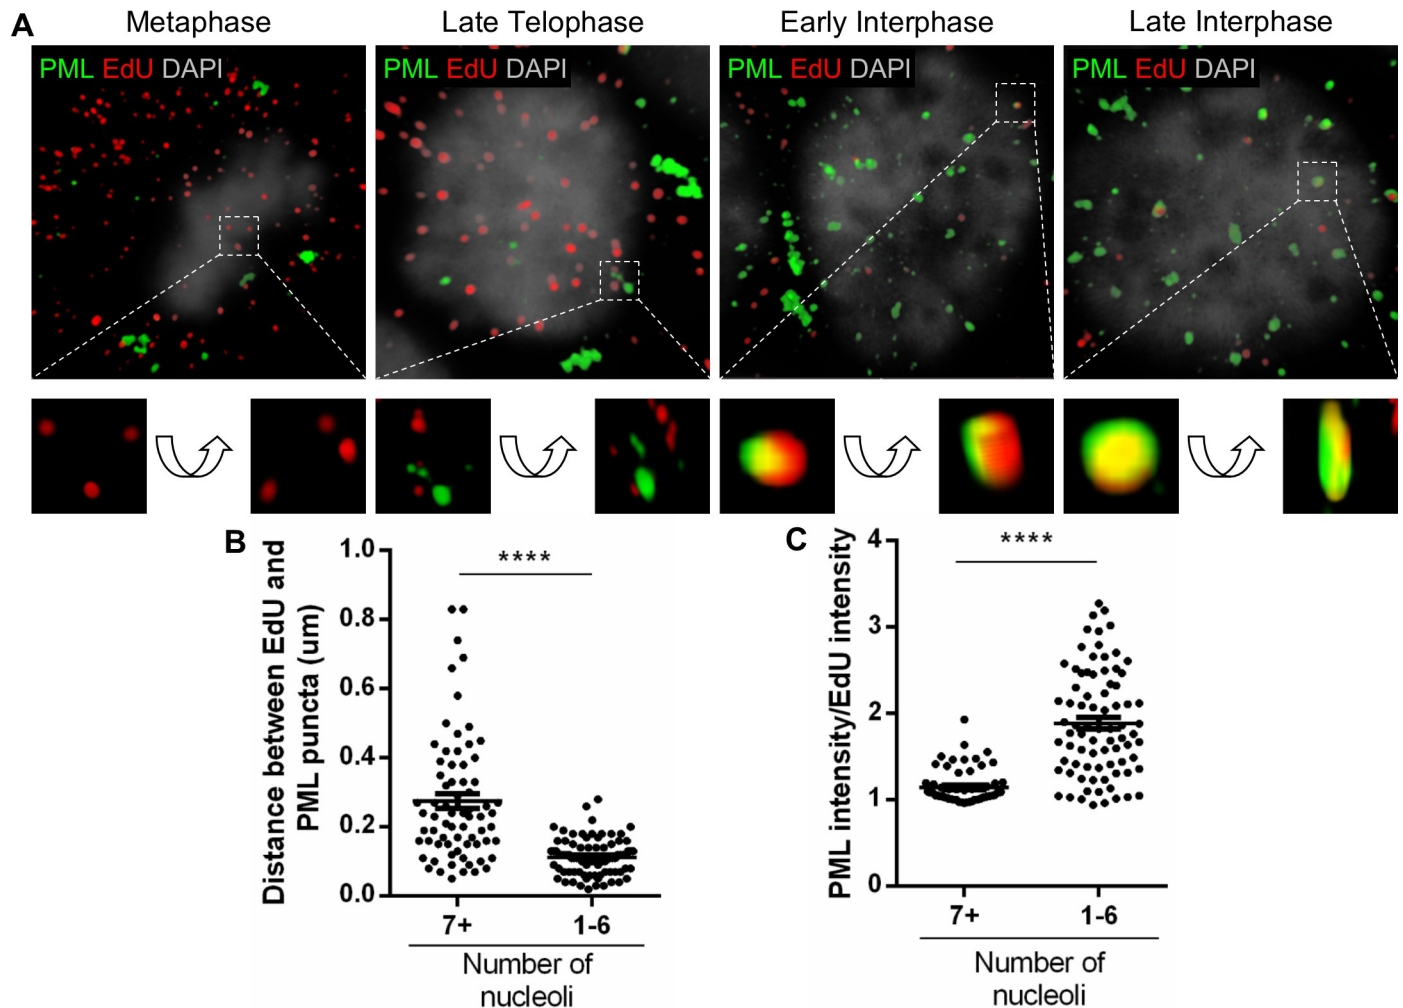 A
Metaphase
Late Telophase
Early Interphase
Late Interphase
PML EdU DAPI
PML EdU DAPI
PML EdU DAPI
PML EdU DAPI
B
Distance between EdU and
PML puncta (um)
1.0
0.8
0.6
0.4
0.2
0.0
****
7+
1-6
Number of
nucleoli
C
PML intensity/EdU intensity
4
3
2
1
0
****
7+
1-6
Number of
nucleoli